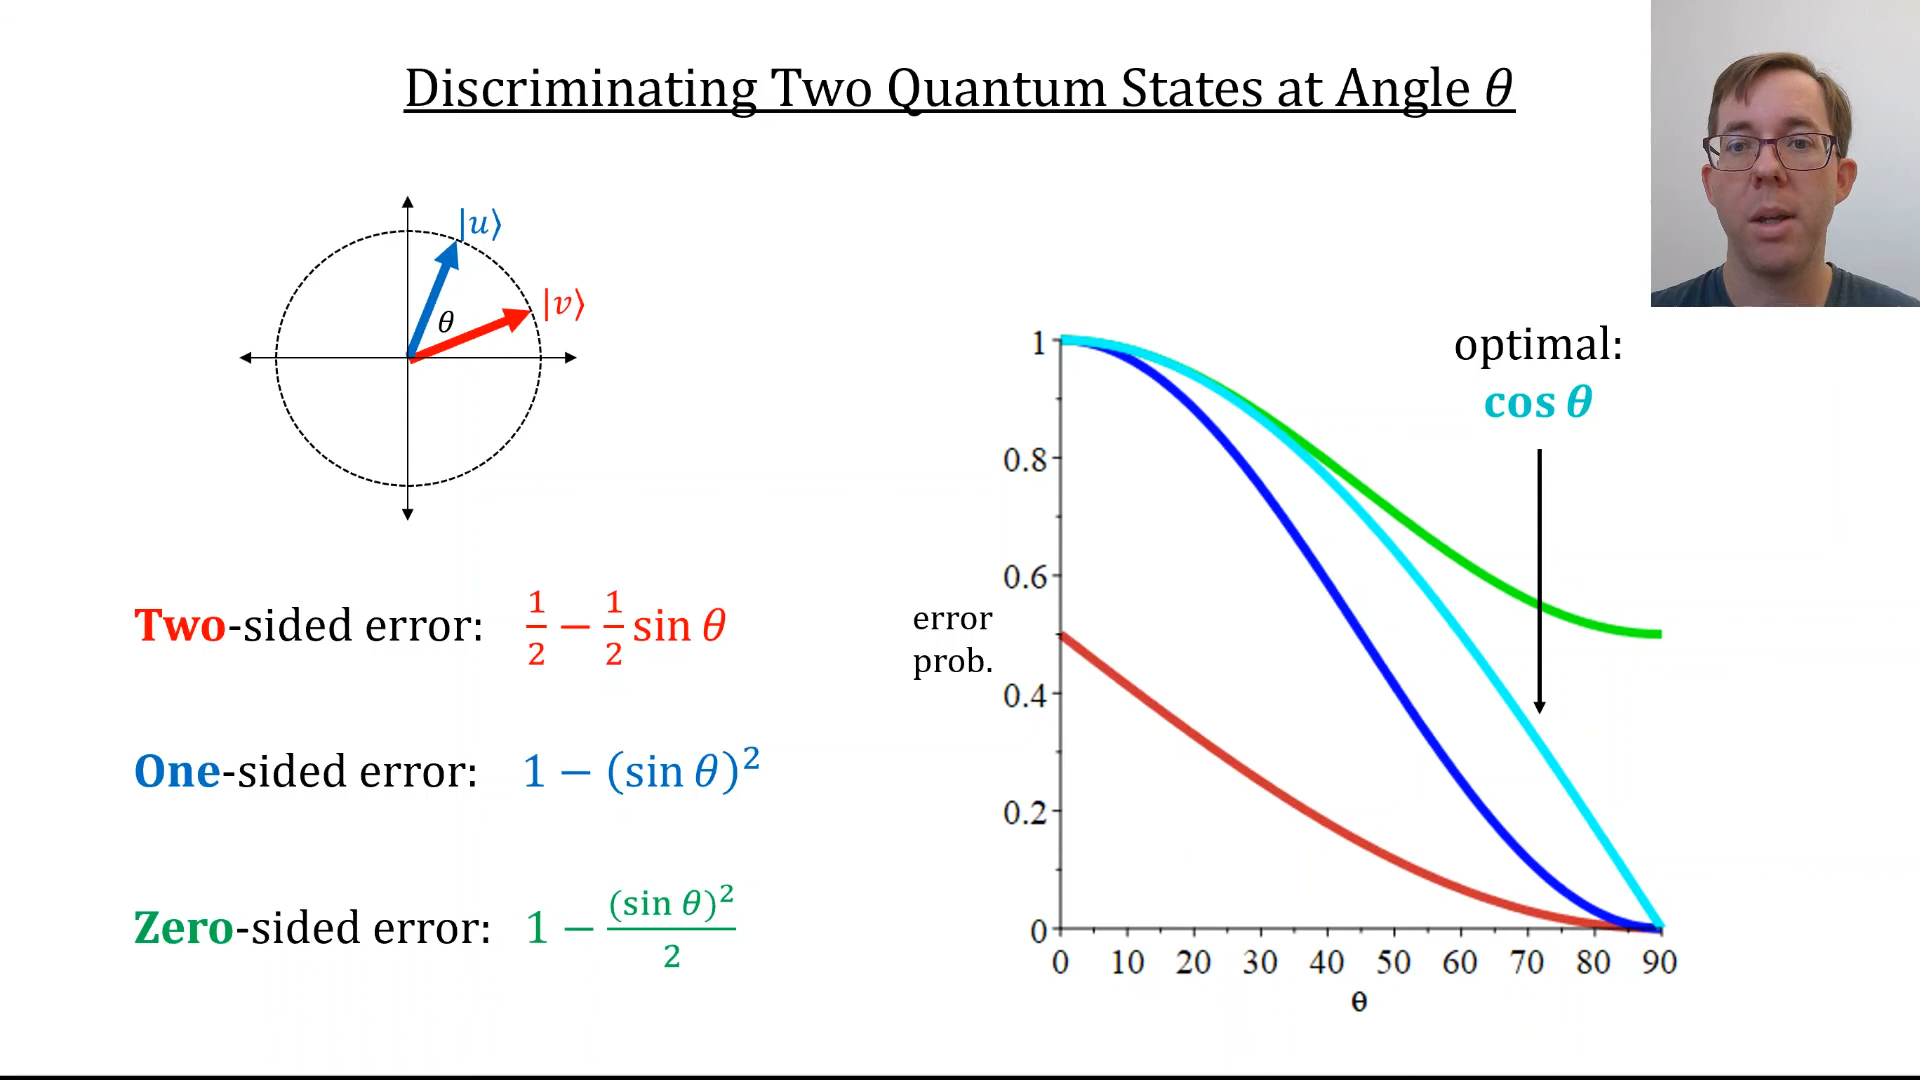 Discriminating Two Quantum States at Angle θ
|u⟩
|v⟩
θ
Two-sided error: 1/2 − 1/2 sin θ
One-sided error: 1 − (sin θ)²
Zero-sided error: 1 − (sin θ)²/2
optimal:
cos θ
error
prob.
1
0.8
0.6
0.4
0.2
0
0 10 20 30 40 50 60 70 80 90
θ